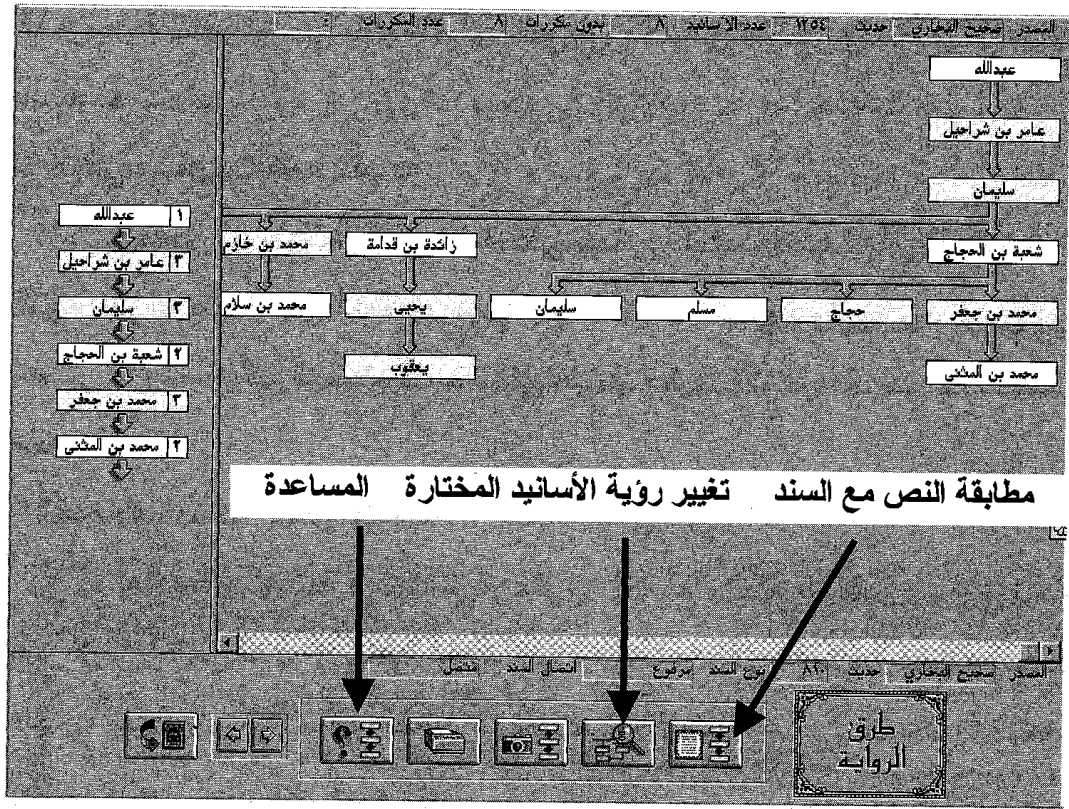 المصدر صحيح البخاري حديث ١٢٥٤ عدد الأسانيد ٨ بدون مكررات ٨ عدد المكررات ٠
عبدالله
عامر بن شراحيل
سليمان
شعبة بن الحجاج
زائدة بن قدامة
محمد بن خازم
محمد بن جعفر
حجاج
مسلم
سليمان
يحيى
محمد بن سلام
محمد بن المثنى
يعقوب
١ عبدالله
٣ عامر بن شراحيل
٣ سليمان
٢ شعبة بن الحجاج
٣ محمد بن جعفر
٢ محمد بن المثنى
مطابقة النص مع السند تغيير رؤية الأسانيد المختارة المساعدة
المصدر صحيح البخاري حديث ٨٩٠ نوع السند مرفوع اتصال السند متصل
طرق
الرواية